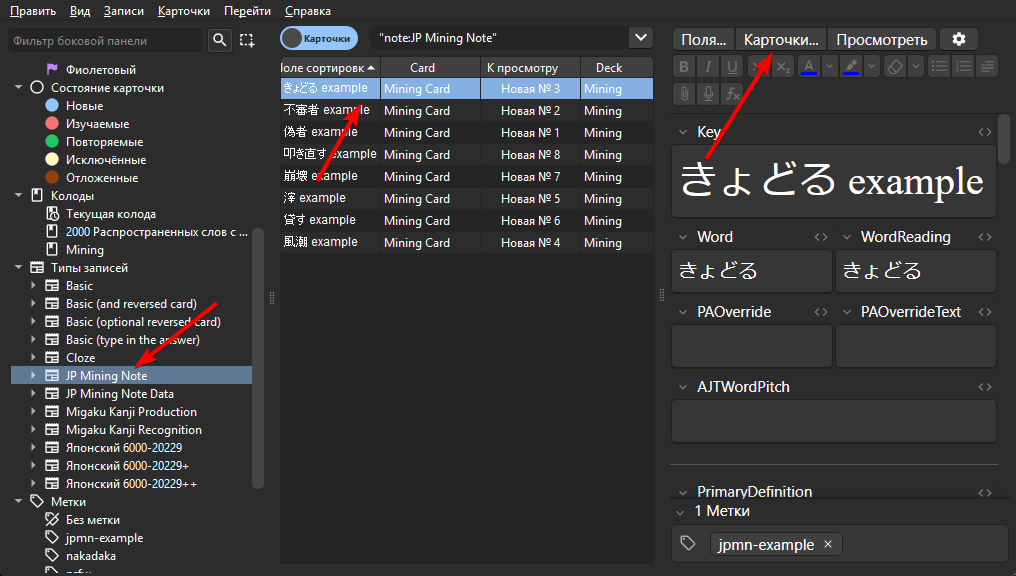 Править Вид Записи Карточки Перейти Справка
Фильтр боковой панели
Фиолетовый
Состояние карточки
Новые
Изучаемые
Повторяемые
Исключённые
Отложенные
Колоды
Текущая колода
2000 Распространенных слов с ...
Mining
Типы записей
Basic
Basic (and reversed card)
Basic (optional reversed card)
Basic (type in the answer)
Cloze
JP Mining Note
JP Mining Note Data
Migaku Kanji Production
Migaku Kanji Recognition
Японский 6000-20229
Японский 6000-20229+
Японский 6000-20229++
Метки
Без метки
jpmn-example
nakadaka
Карточки
"note:JP Mining Note"
Поле сортировк Card К просмотру Deck
きょどる example Mining Card Новая № 3 Mining
不審者 example Mining Card Новая № 2 Mining
偽者 example Mining Card Новая № 1 Mining
叩き直す example Mining Card Новая № 8 Mining
崩壊 example Mining Card Новая № 7 Mining
example Mining Card Новая № 5 Mining
貸す example Mining Card Новая № 6 Mining
風潮 example Mining Card Новая № 4 Mining
Поля... Карточки... Просмотреть
B I U x₂ A
fx
Key
きょどる example
Word WordReading
きょどる きょどる
PAOverride PAOverrideText
AJTWordPitch
PrimaryDefinition
1 Метки
jpmn-example ×